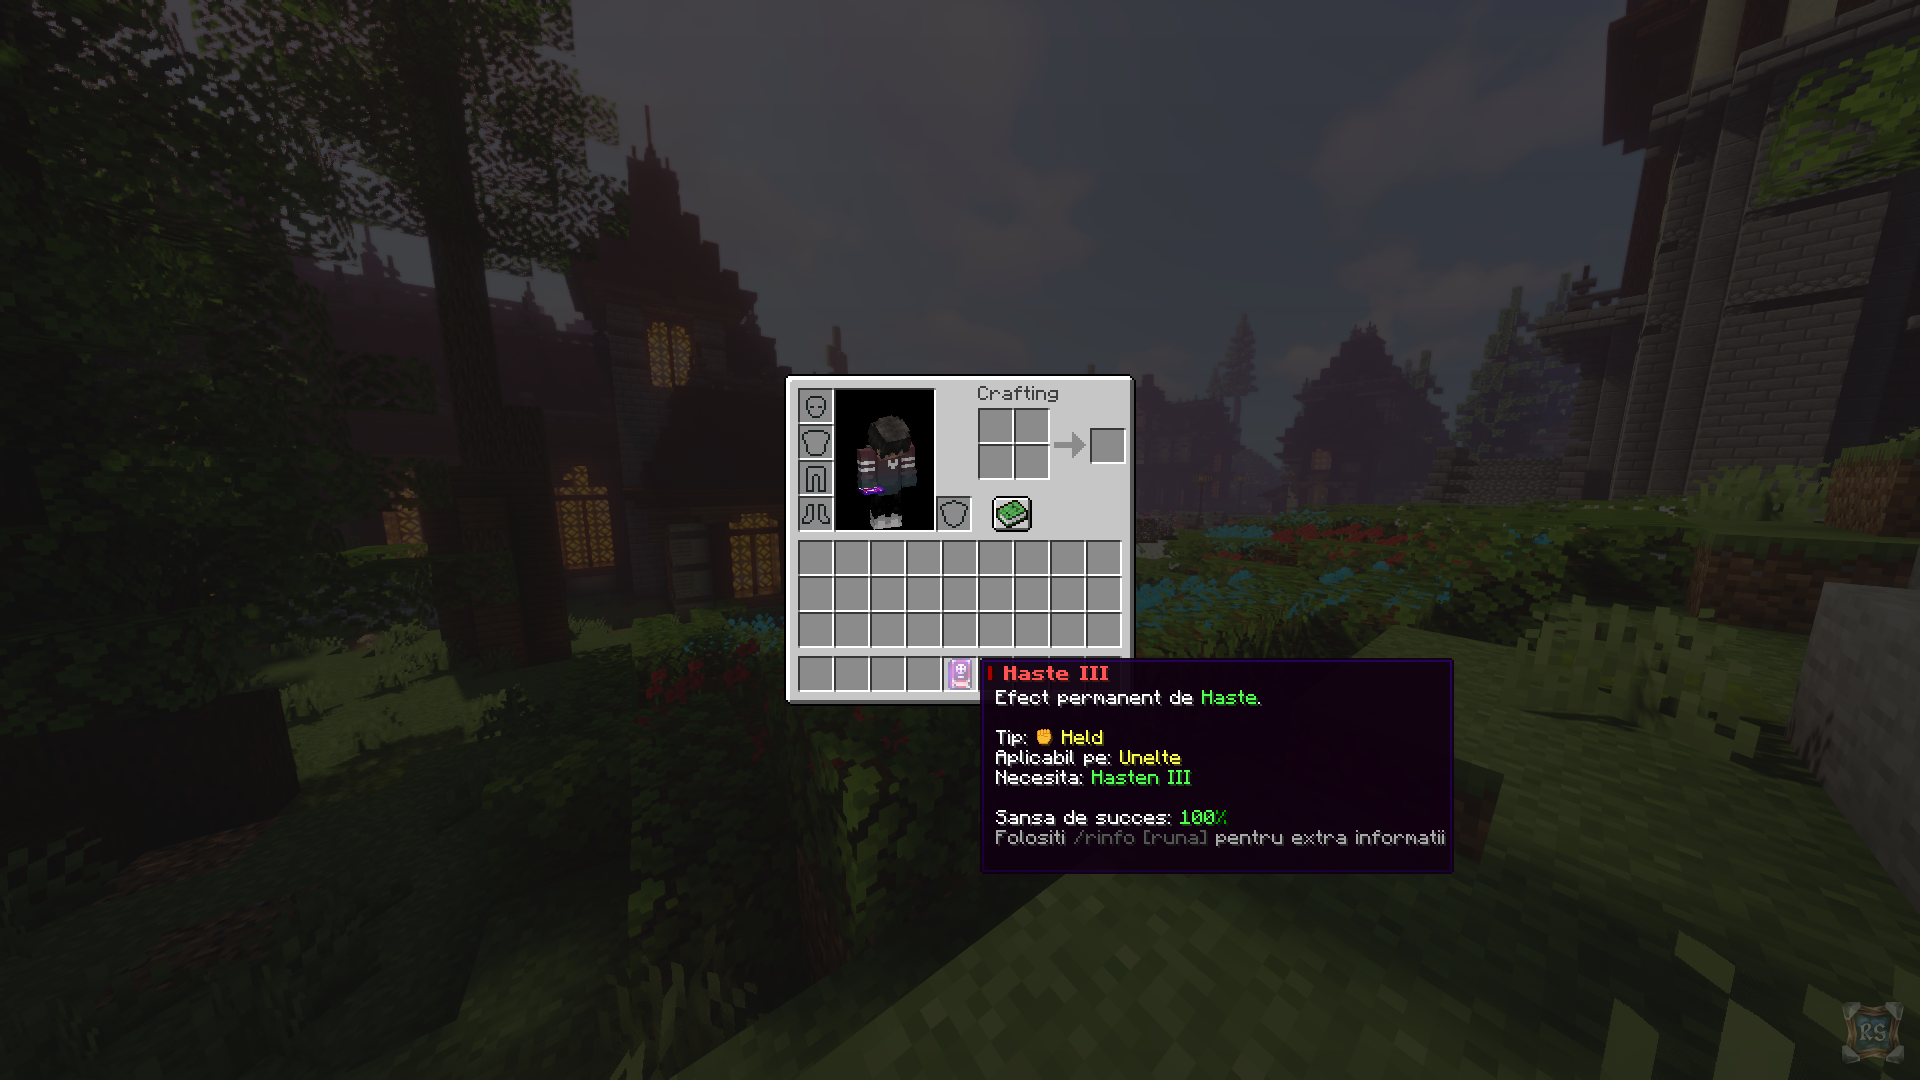 Crafting
Haste III
Efect permanent de Haste.
Tip: Held
Aplicabil pe: Unelte
Necesita: Hasten III
Sansa de succes: 100%
Folositi /rinfo [runa] pentru extra informatii
RS